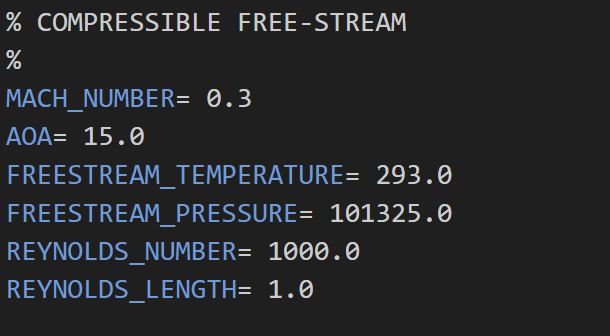 % COMPRESSIBLE FREE-STREAM
%
MACH_NUMBER= 0.3
AOA= 15.0
FREESTREAM_TEMPERATURE= 293.0
FREESTREAM_PRESSURE= 101325.0
REYNOLDS_NUMBER= 1000.0
REYNOLDS_LENGTH= 1.0